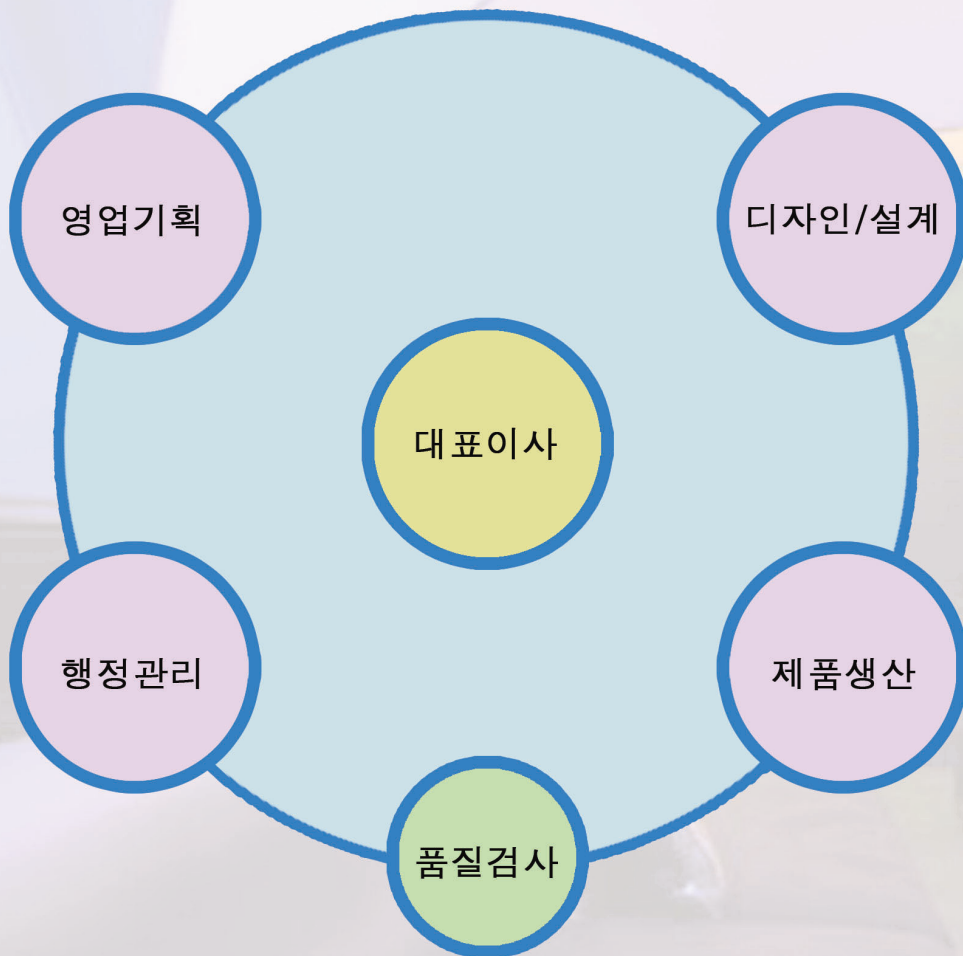 영업기획
디자인/설계
대표이사
행정관리
제품생산
품질검사